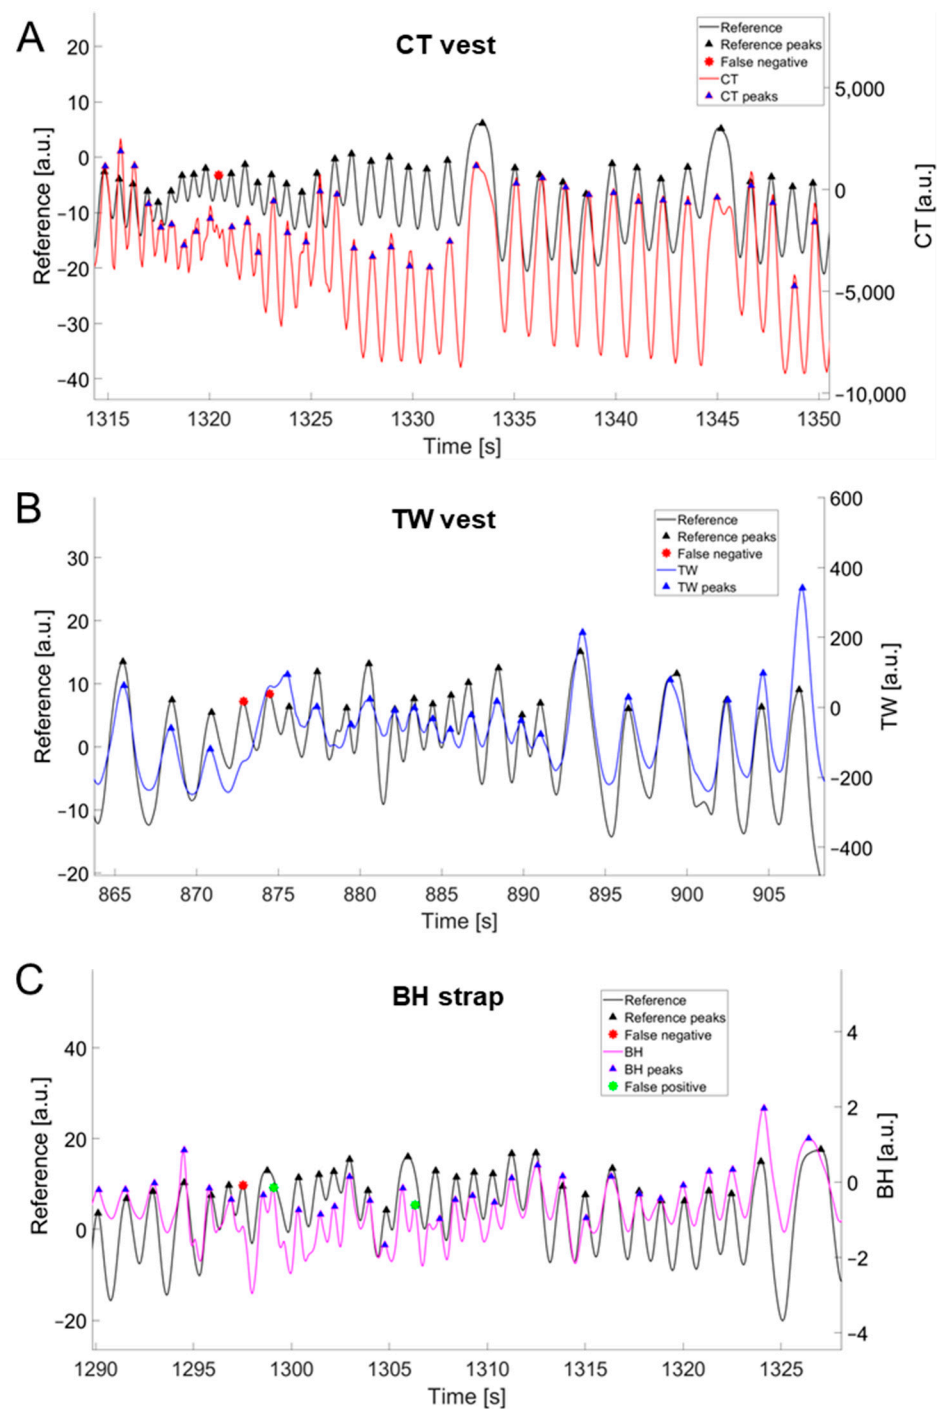 A
CT vest
Reference
Reference peaks
False negative
CT
CT peaks
20
10
0
−10
−20
−30
−40
Reference [a.u.]
5,000
0
−5,000
−10,000
CT [a.u.]
1315 1320 1325 1330 1335 1340 1345 1350
Time [s]
B
TW vest
Reference
Reference peaks
False negative
TW
TW peaks
30
20
10
0
−10
−20
Reference [a.u.]
600
400
200
0
−200
−400
TW [a.u.]
865 870 875 880 885 890 895 900 905
Time [s]
C
BH strap
Reference
Reference peaks
False negative
BH
BH peaks
False positive
40
20
0
−20
Reference [a.u.]
4
2
0
−2
−4
BH [a.u.]
1290 1295 1300 1305 1310 1315 1320 1325
Time [s]